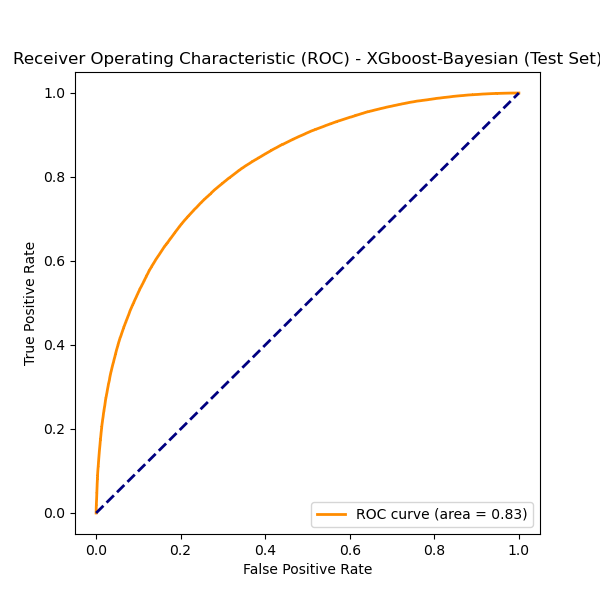 Receiver Operating Characteristic (ROC) - XGboost-Bayesian (Test Set)
1.0
0.8
0.6
0.4
0.2
0.0
True Positive Rate
ROC curve (area = 0.83)
0.0 0.2 0.4 0.6 0.8 1.0
False Positive Rate